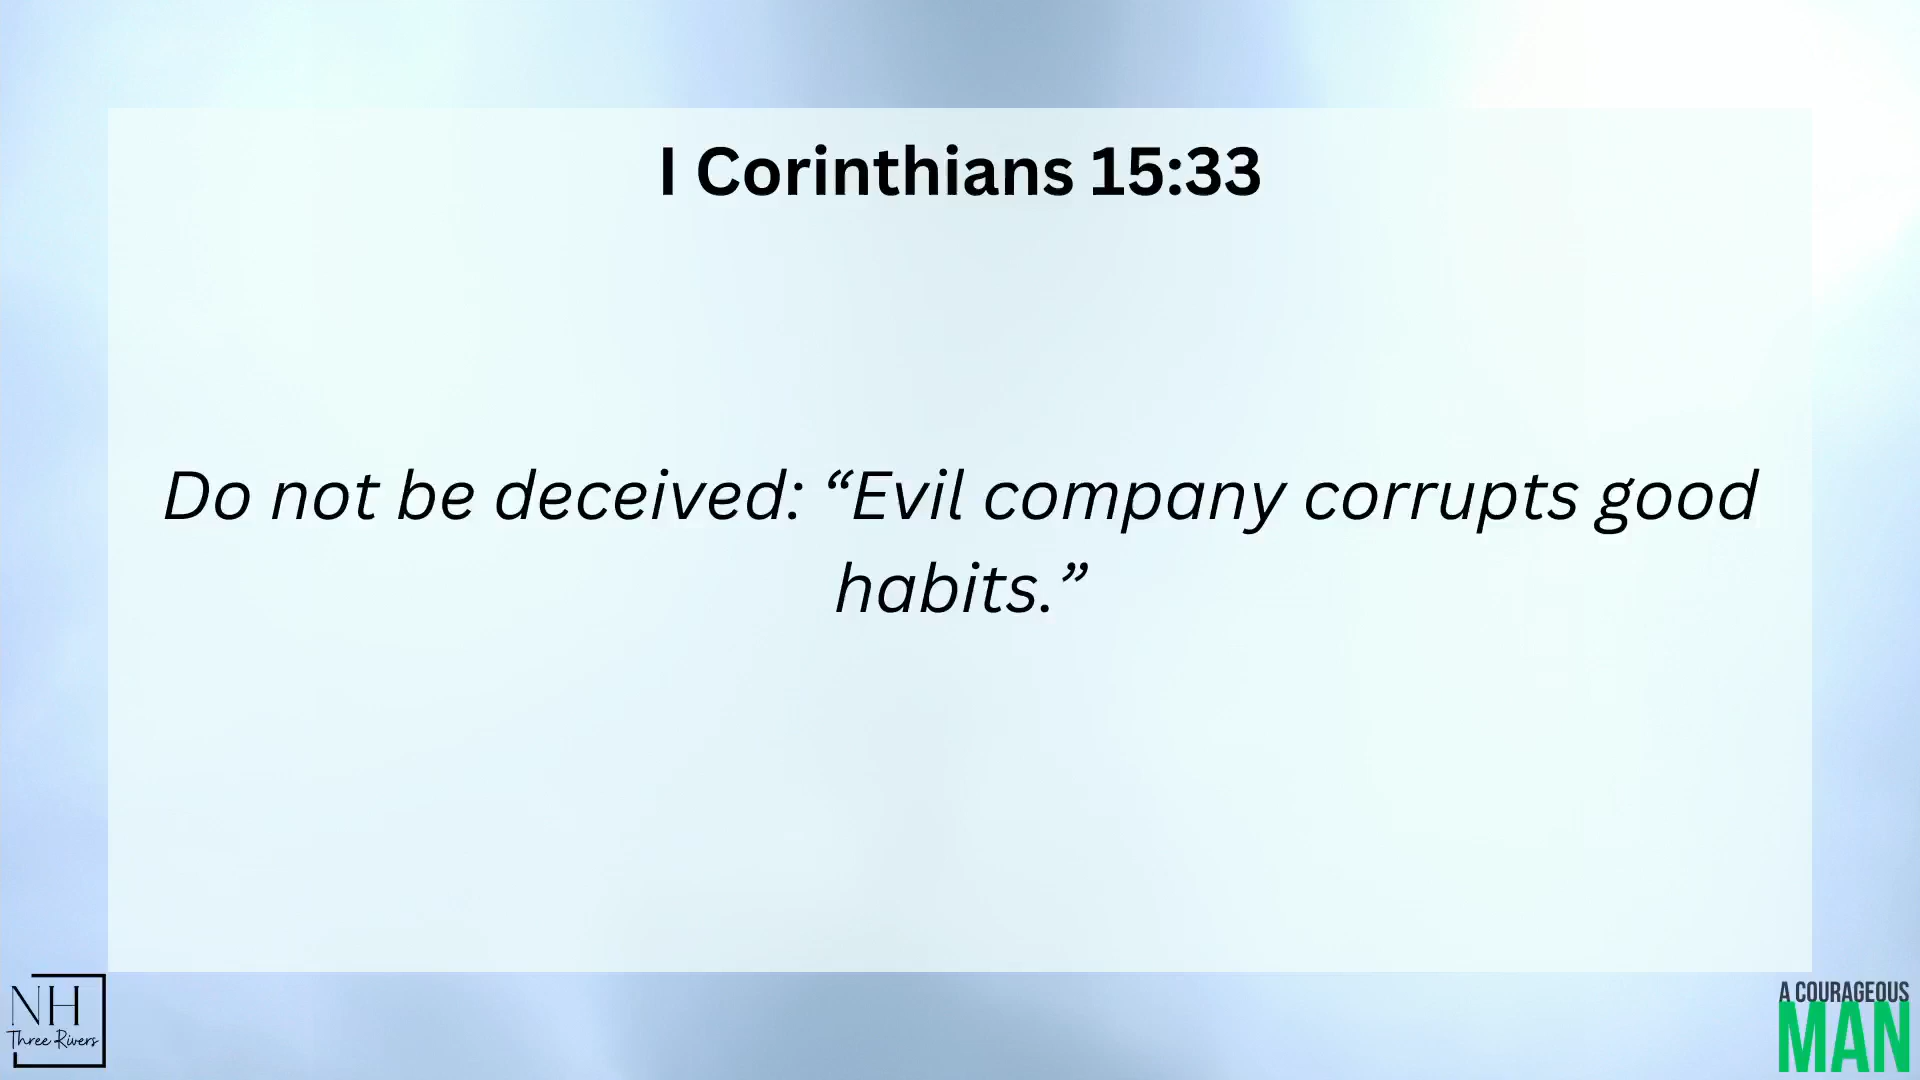 I Corinthians 15:33
Do not be deceived: “Evil company corrupts good
habits.”
NH
Three Rivers
A COURAGEOUS
MAN